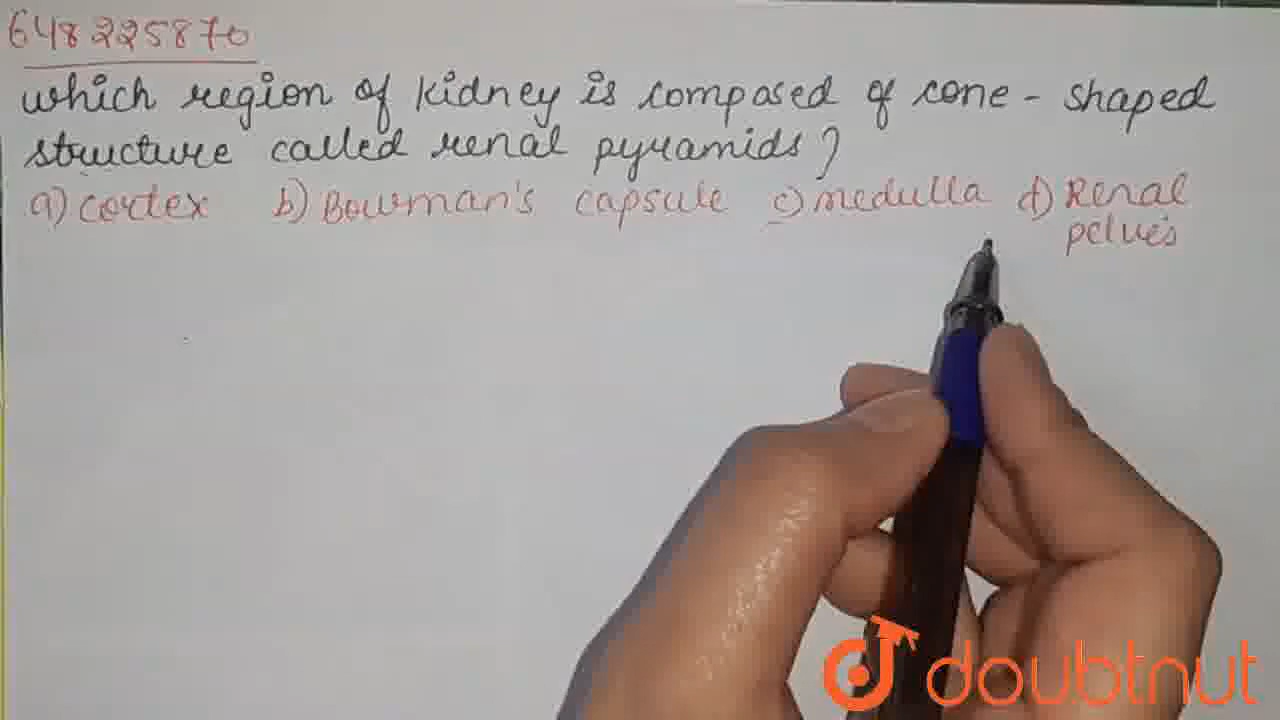 648225870
which region of kidney is composed of cone - shaped
structure called renal pyramids?
a) cortex b) Bowman's capsule c) medulla d) Renal
pelvis
doubtnut